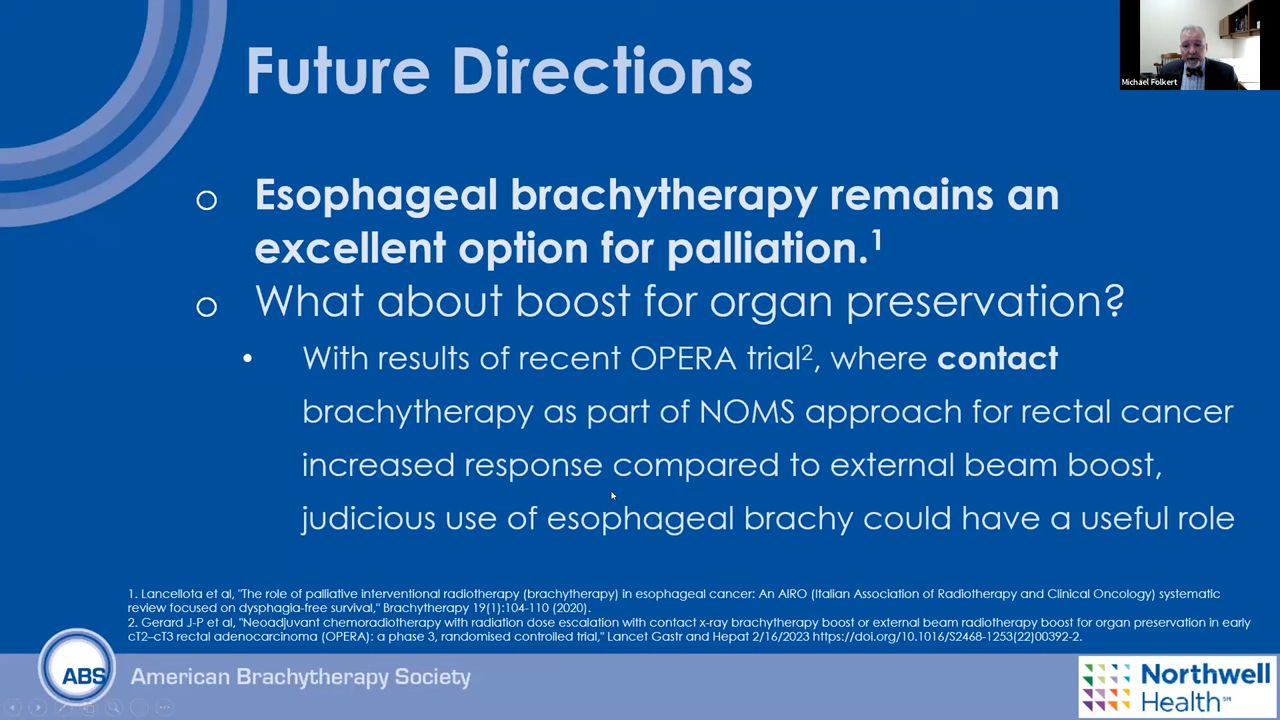 Future Directions
Michael Folkert
o Esophageal brachytherapy remains an
excellent option for palliation.1
o What about boost for organ preservation?
• With results of recent OPERA trial2, where contact
brachytherapy as part of NOMS approach for rectal cancer
increased response compared to external beam boost,
judicious use of esophageal brachy could have a useful role
1. Lancellota et al, "The role of palliative interventional radiotherapy (brachytherapy) in esophageal cancer: An AIRO (Italian Association of Radiotherapy and Clinical Oncology) systematic
review focused on dysphagia-free survival," Brachytherapy 19(1):104-110 (2020).
2. Gerard J-P et al, "Neoadjuvant chemoradiotherapy with radiation dose escalation with contact x-ray brachytherapy boost or external beam radiotherapy boost for organ preservation in early
cT2–cT3 rectal adenocarcinoma (OPERA): a phase 3, randomised controlled trial," Lancet Gastr and Hepat 2/16/2023 https://doi.org/10.1016/S2468-1253(22)00392-2.
ABS
American Brachytherapy Society
Northwell
Health℠